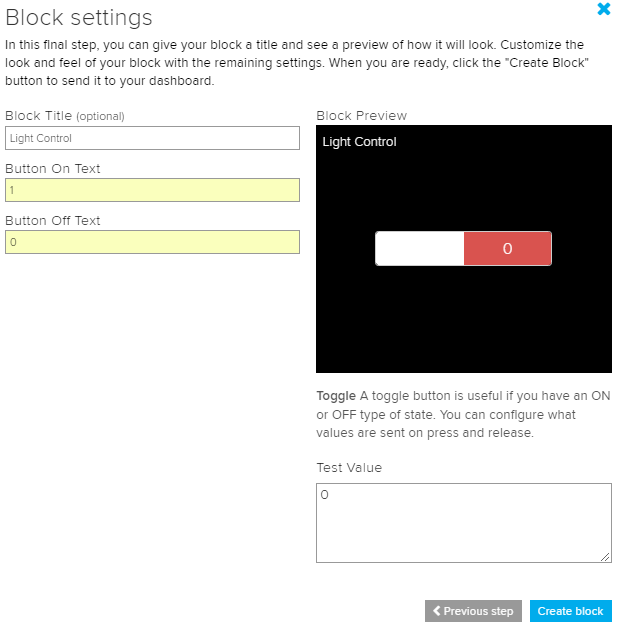 Block settings
In this final step, you can give your block a title and see a preview of how it will look. Customize the
look and feel of your block with the remaining settings. When you are ready, click the "Create Block"
button to send it to your dashboard.
Block Title (optional)
Light Control
Button On Text
1
Button Off Text
0
Block Preview
Light Control
0
Toggle A toggle button is useful if you have an ON
or OFF type of state. You can configure what
values are sent on press and release.
Test Value
0
Previous step
Create block